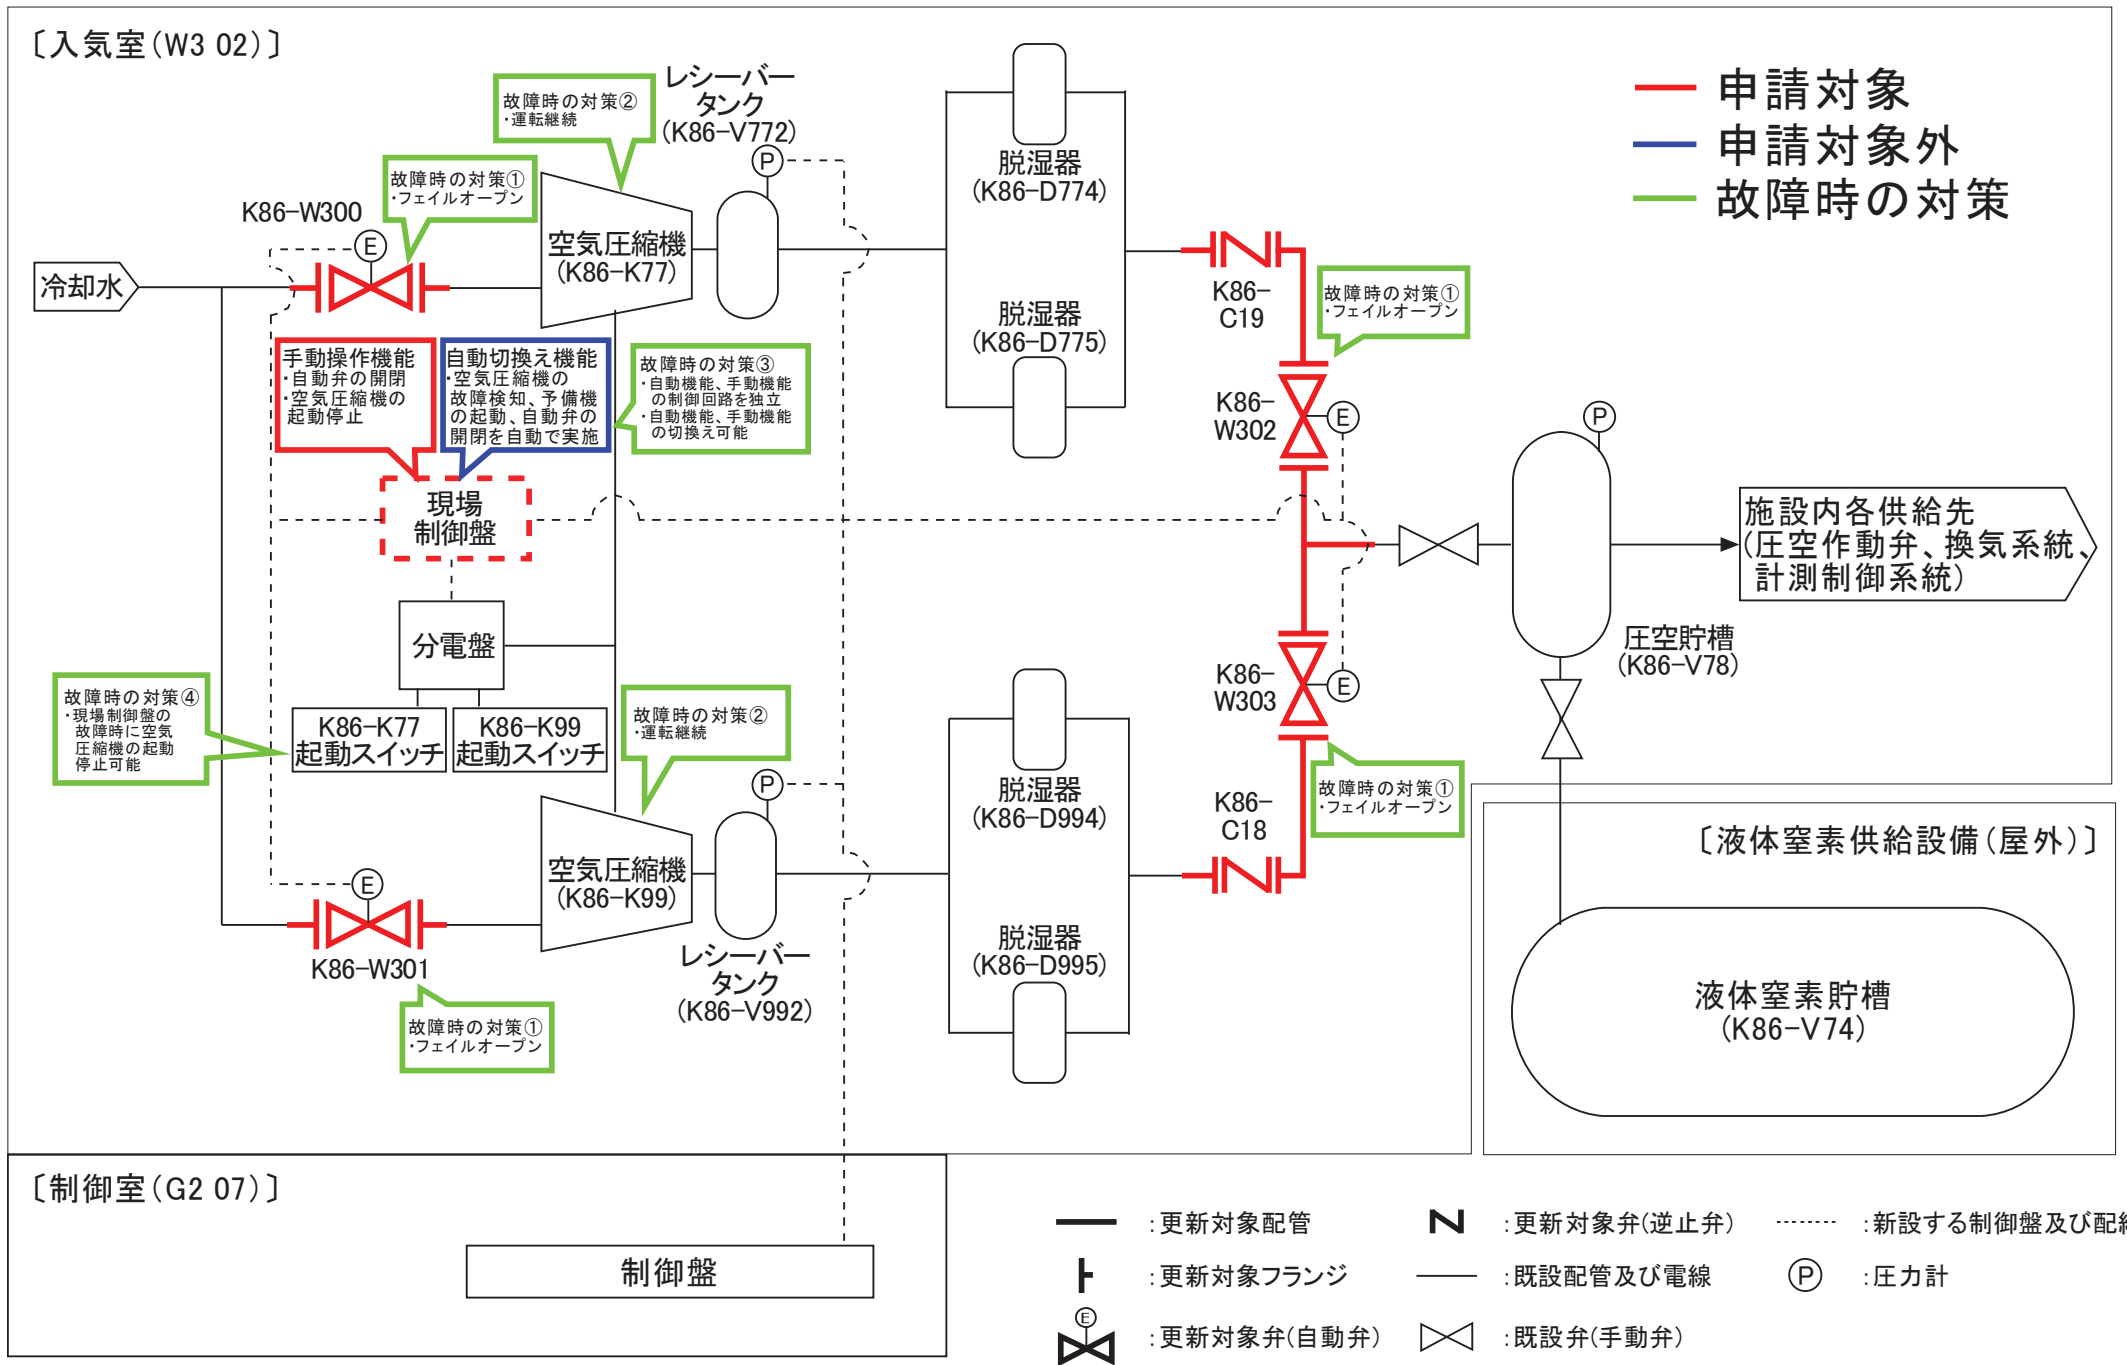 〔入気室(W3 02)〕
申請対象
申請対象外
故障時の対策
故障時の対策②
・運転継続
レシーバー
タンク
(K86-V772)
P
故障時の対策①
・フェイルオープン
K86-W300
E
冷却水
空気圧縮機
(K86-K77)
脱湿器
(K86-D774)
脱湿器
(K86-D775)
K86-
C19
故障時の対策①
・フェイルオープン
手動操作機能
・自動弁の開閉
・空気圧縮機の
起動停止
自動切換え機能
・空気圧縮機の
故障検知、予備機
の起動、自動弁の
開閉を自動で実施
故障時の対策③
・自動機能、手動機能
の制御回路を独立
・自動機能、手動機能
の切換え可能
K86-
W302
E
P
現場
制御盤
施設内各供給先
(圧空作動弁、換気系統、
計測制御系統)
分電盤
圧空貯槽
(K86-V78)
故障時の対策④
・現場制御盤の
故障時に空気
圧縮機の起動
停止可能
K86-K77
起動スイッチ
K86-K99
起動スイッチ
故障時の対策②
・運転継続
K86-
W303
E
P
脱湿器
(K86-D994)
K86-
C18
故障時の対策①
・フェイルオープン
空気圧縮機
(K86-K99)
E
K86-W301
レシーバー
タンク
(K86-V992)
脱湿器
(K86-D995)
故障時の対策①
・フェイルオープン
〔液体窒素供給設備(屋外)〕
液体窒素貯槽
(K86-V74)
〔制御室(G2 07)〕
制御盤
:更新対象配管
:更新対象弁(逆止弁)
:新設する制御盤及び配
:更新対象フランジ
:既設配管及び電線
P
:圧力計
E
:更新対象弁(自動弁)
:既設弁(手動弁)